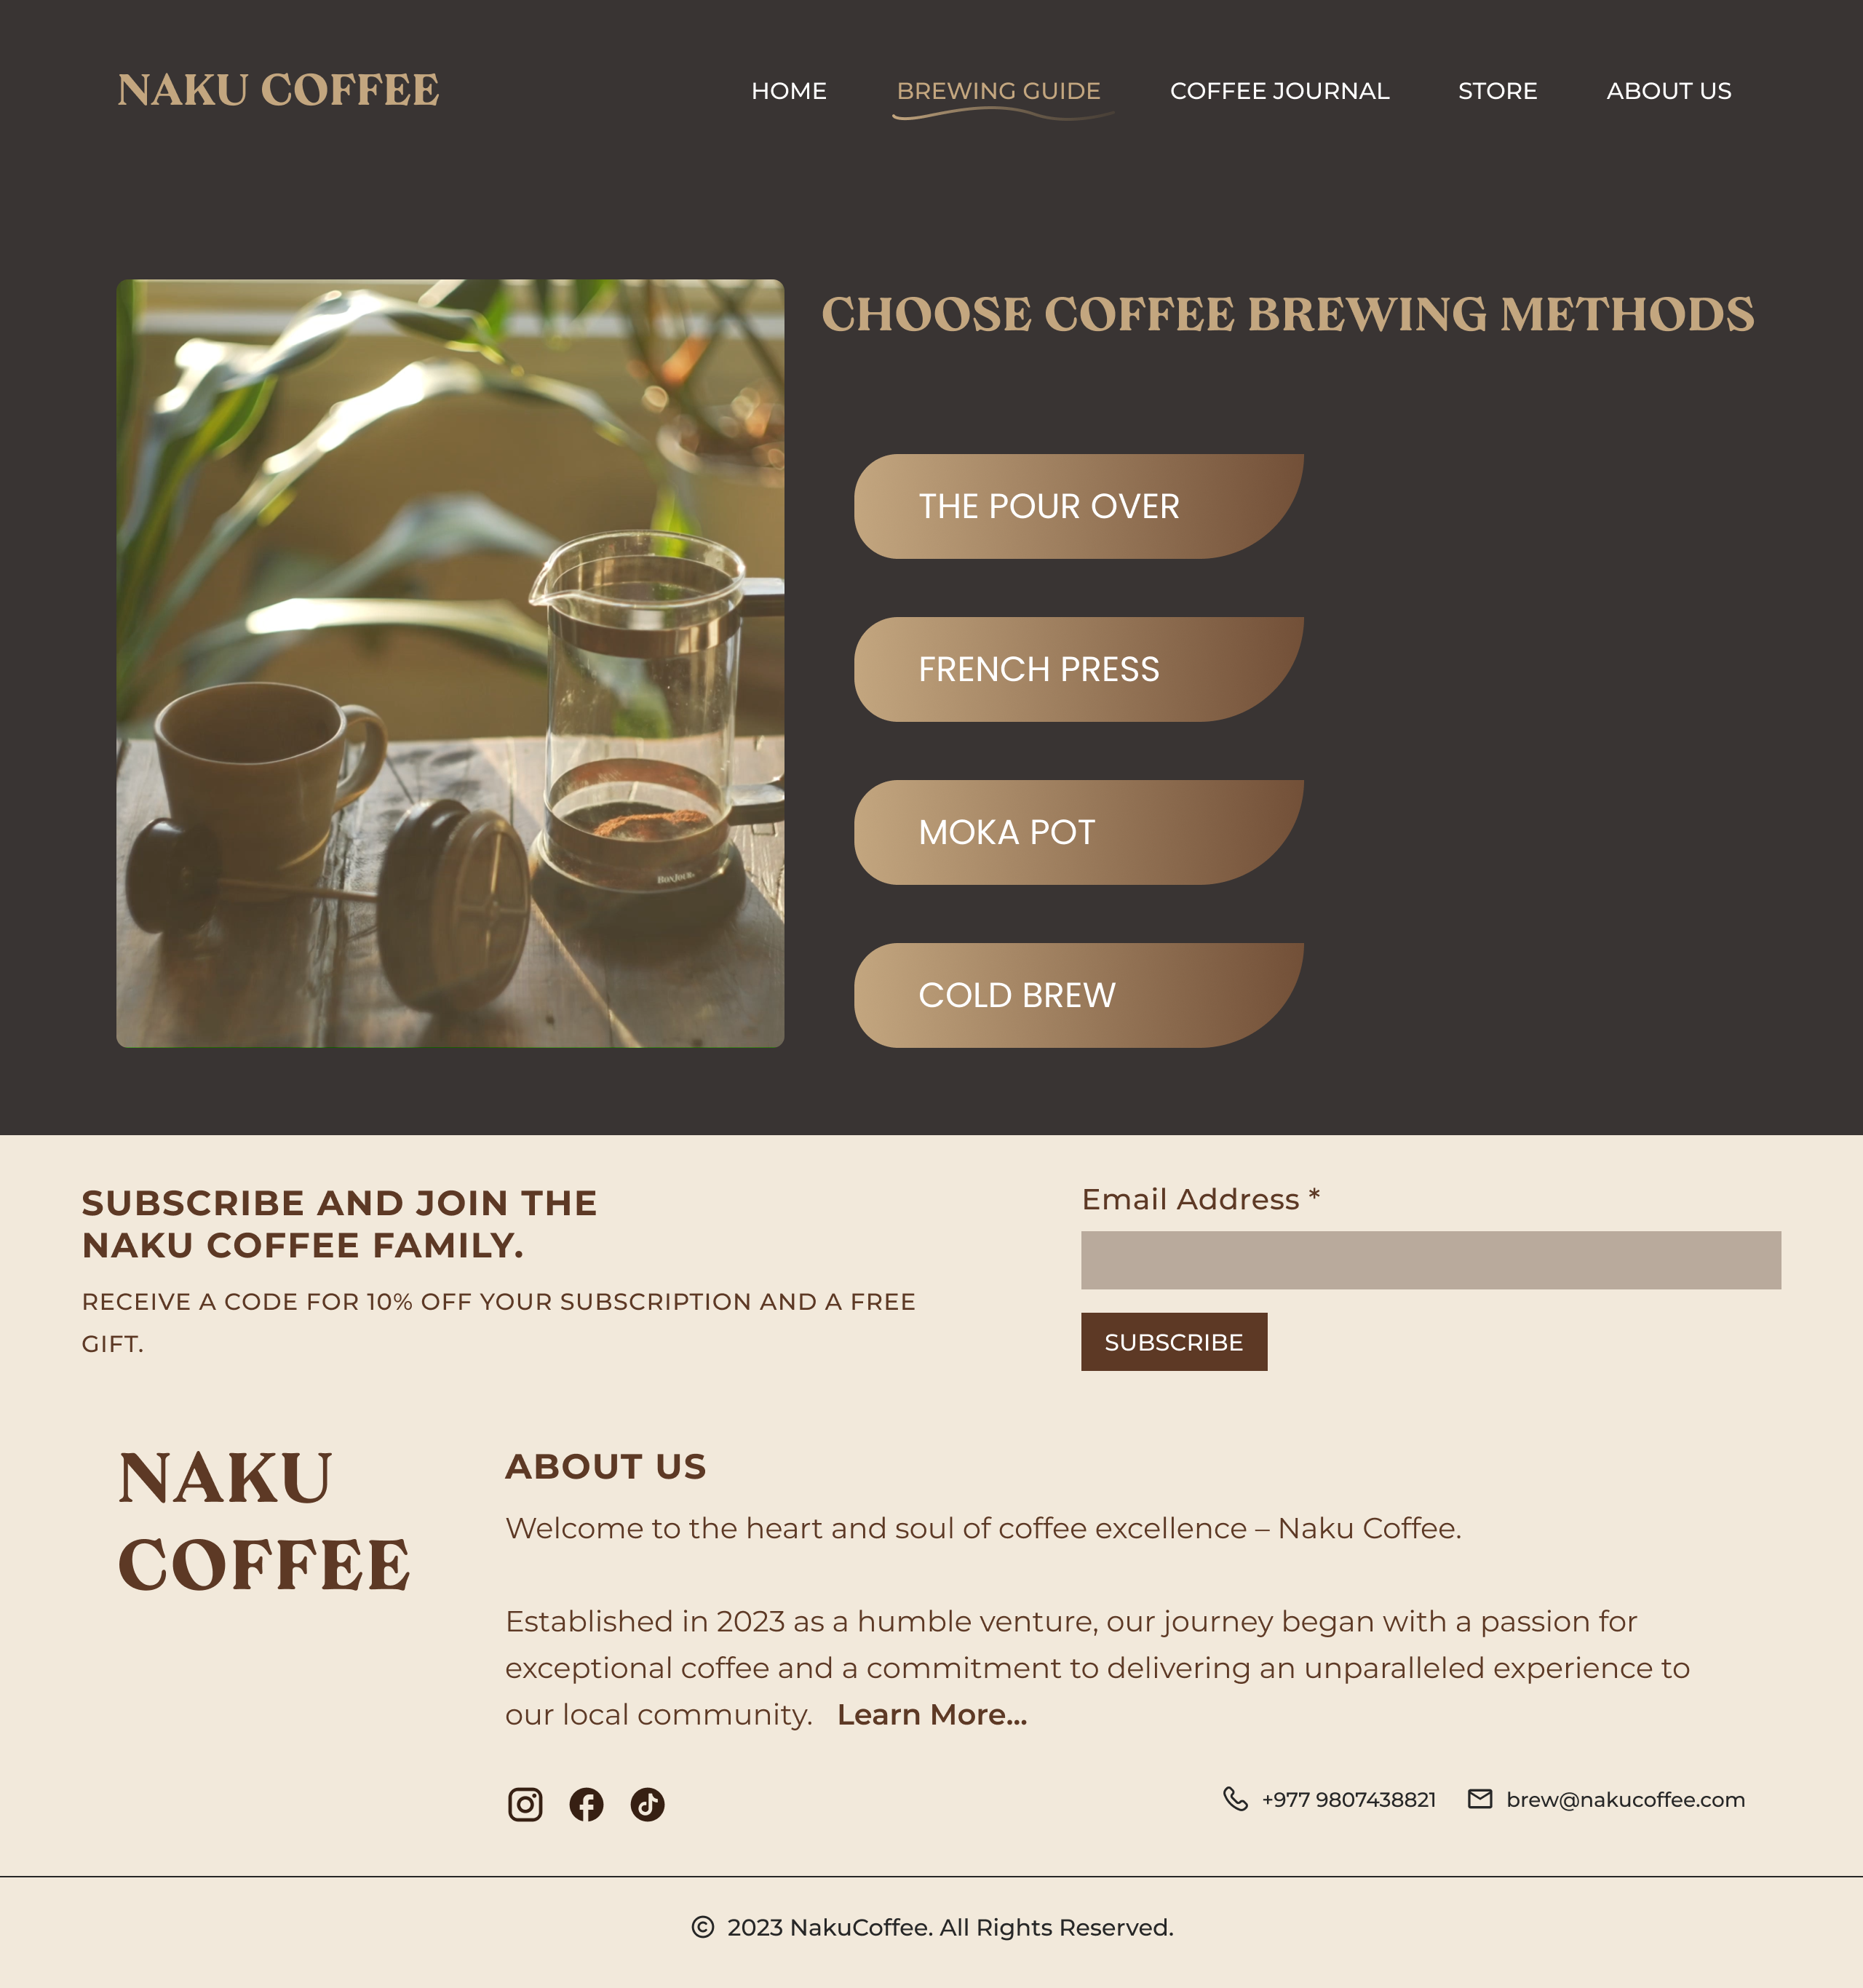 NAKU COFFEE
HOME
BREWING GUIDE
COFFEE JOURNAL
STORE
ABOUT US
CHOOSE COFFEE BREWING METHODS
THE POUR OVER
FRENCH PRESS
MOKA POT
COLD BREW
BONJOUR
SUBSCRIBE AND JOIN THE
NAKU COFFEE FAMILY.
RECEIVE A CODE FOR 10% OFF YOUR SUBSCRIPTION AND A FREE
GIFT.
Email Address *
SUBSCRIBE
NAKU
COFFEE
ABOUT US
Welcome to the heart and soul of coffee excellence – Naku Coffee.
Established in 2023 as a humble venture, our journey began with a passion for
exceptional coffee and a commitment to delivering an unparalleled experience to
our local community. Learn More...
+977 9807438821
brew@nakucoffee.com
© 2023 NakuCoffee. All Rights Reserved.